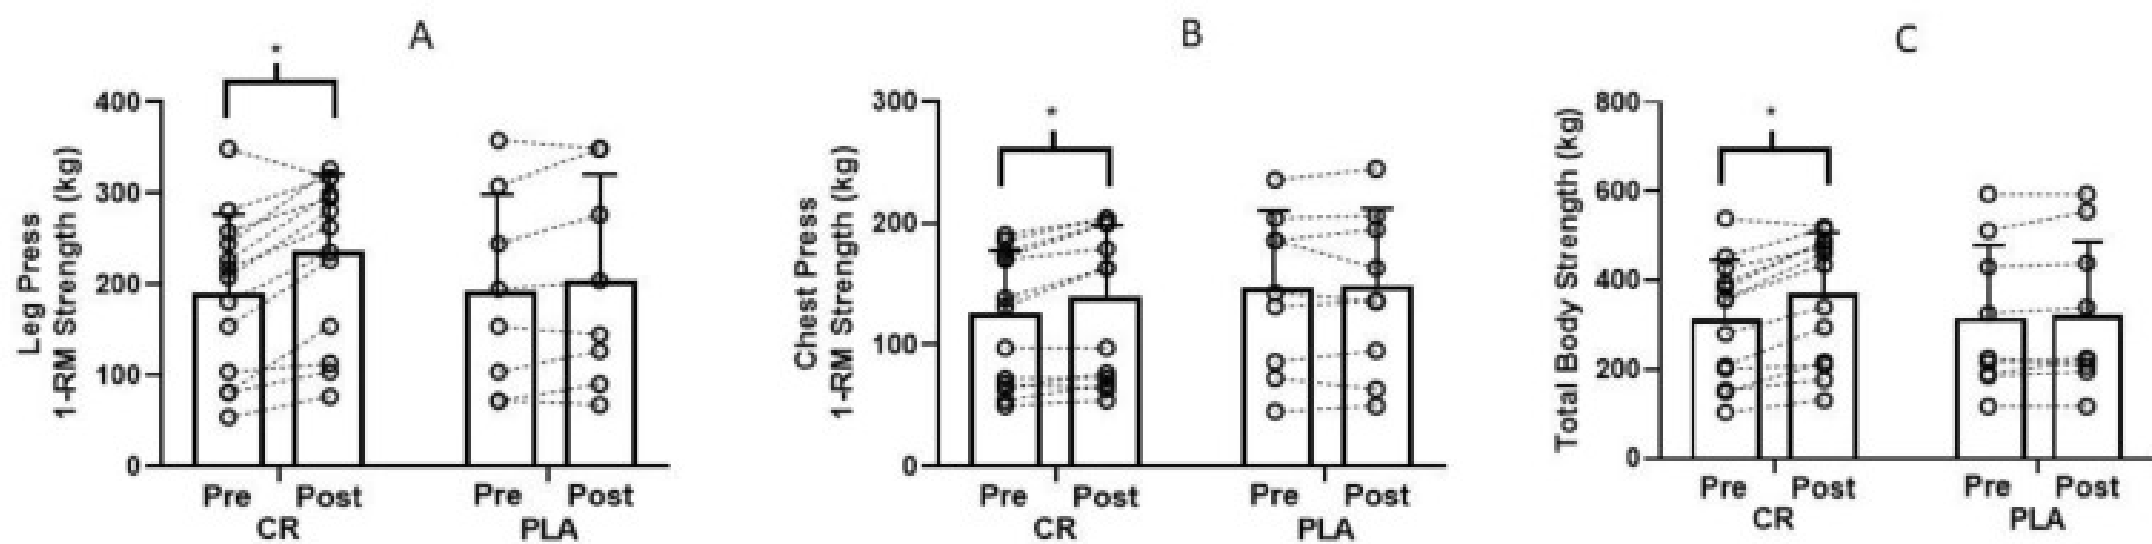 A
*
400
300
200
100
0
Leg Press
1-RM Strength (kg)
Pre Post Pre Post
CR PLA
B
*
300
200
100
0
Chest Press
1-RM Strength (kg)
Pre Post Pre Post
CR PLA
C
*
800
600
400
200
0
Total Body Strength (kg)
Pre Post Pre Post
CR PLA